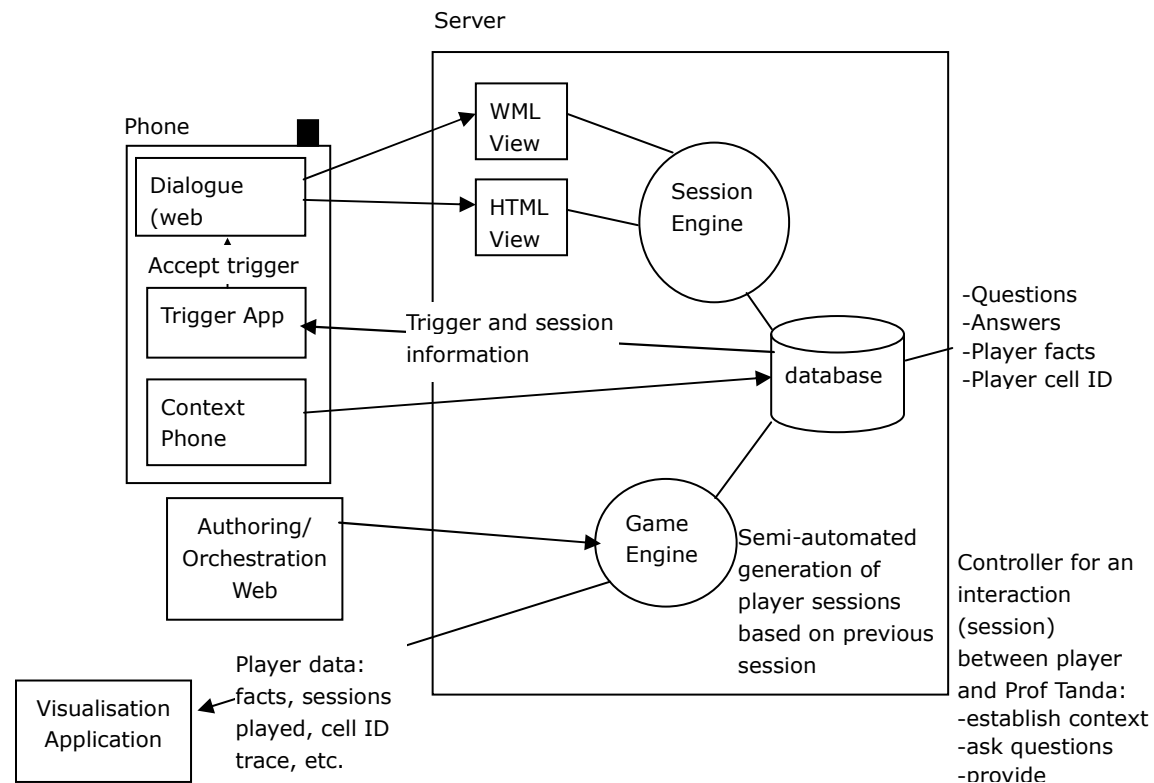 Server
Phone
WML
View
Dialogue
(web
HTML
View
Session
Engine
Accept trigger
Trigger App
Trigger and session
information
database
-Questions
-Answers
-Player facts
-Player cell ID
Context
Phone
Authoring/
Orchestration
Web
Game
Engine
Semi-automated
generation of
player sessions
based on previous
session
Controller for an
interaction
(session)
between player
and Prof Tanda:
-establish context
-ask questions
-provide
Player data:
facts, sessions
played, cell ID
trace, etc.
Visualisation
Application